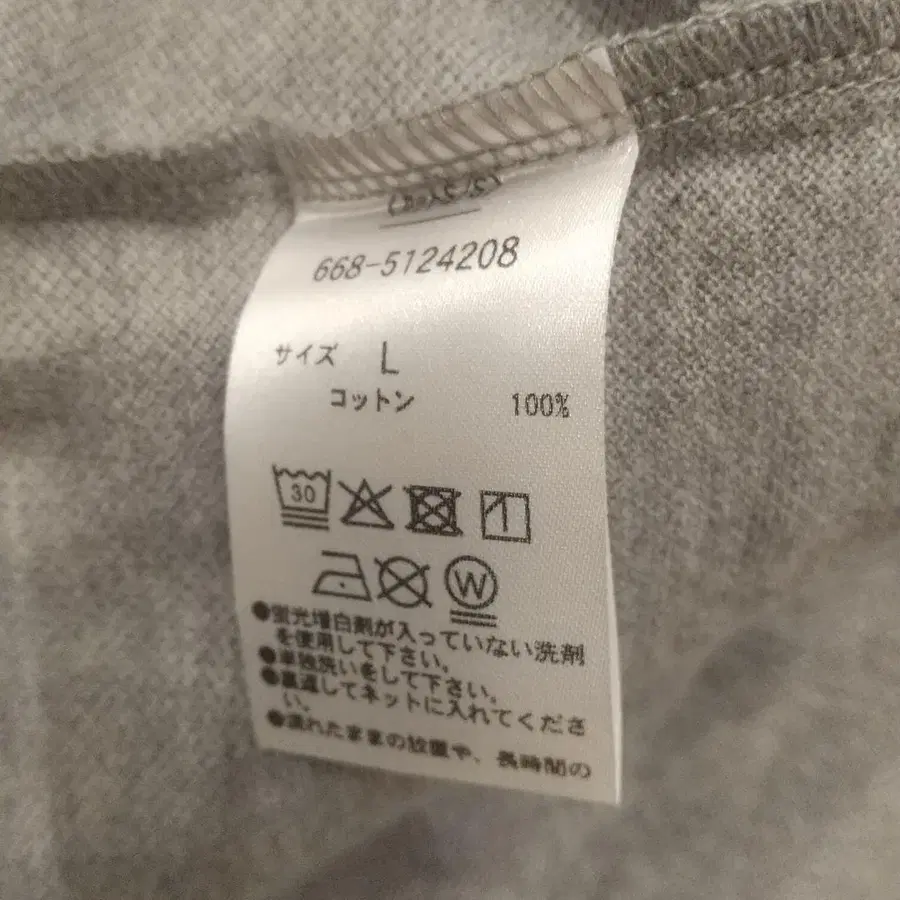 668-5124208
サイズ L
コットン 100%
30
W
●蛍光増白剤が入っていない洗剤
を使用して下さい。
●単独洗いをして下さい。
●裏返してネットに入れてくださ
い。
●濡れたままの放置や、長時間の